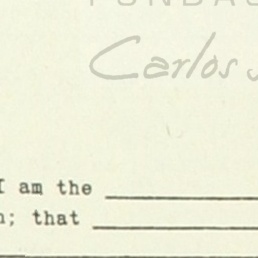 FUNDAC
Carlos
I am the
n; that